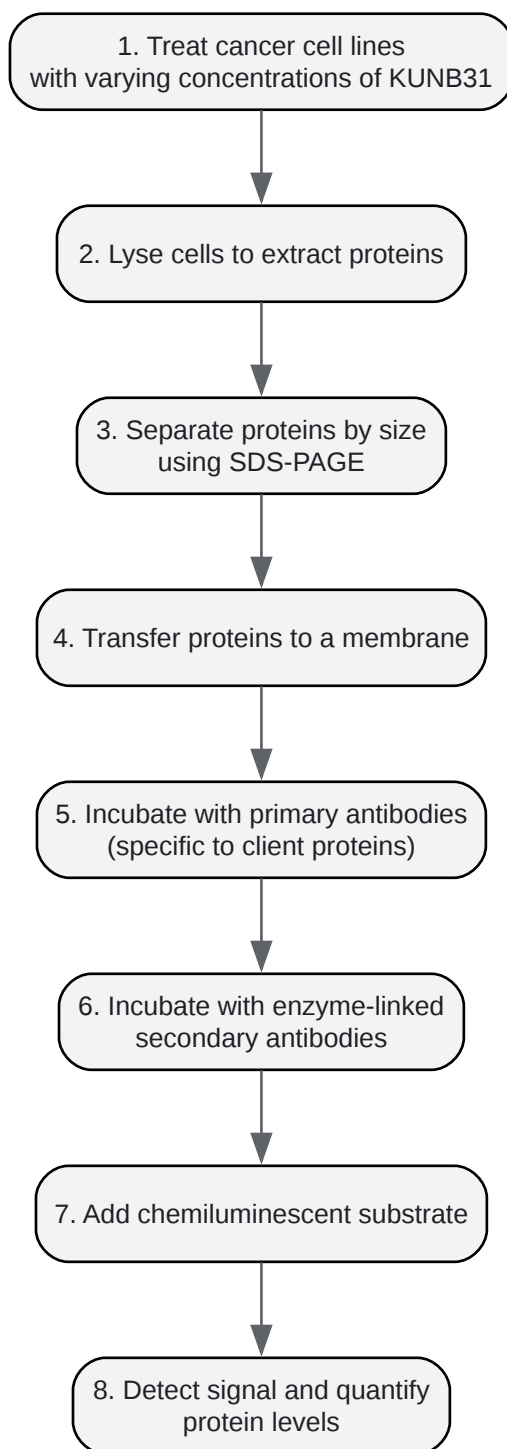 1. Treat cancer cell lines
with varying concentrations of KUNB31
2. Lyse cells to extract proteins
3. Separate proteins by size
using SDS-PAGE
4. Transfer proteins to a membrane
5. Incubate with primary antibodies
(specific to client proteins)
6. Incubate with enzyme-linked
secondary antibodies
7. Add chemiluminescent substrate
8. Detect signal and quantify
protein levels